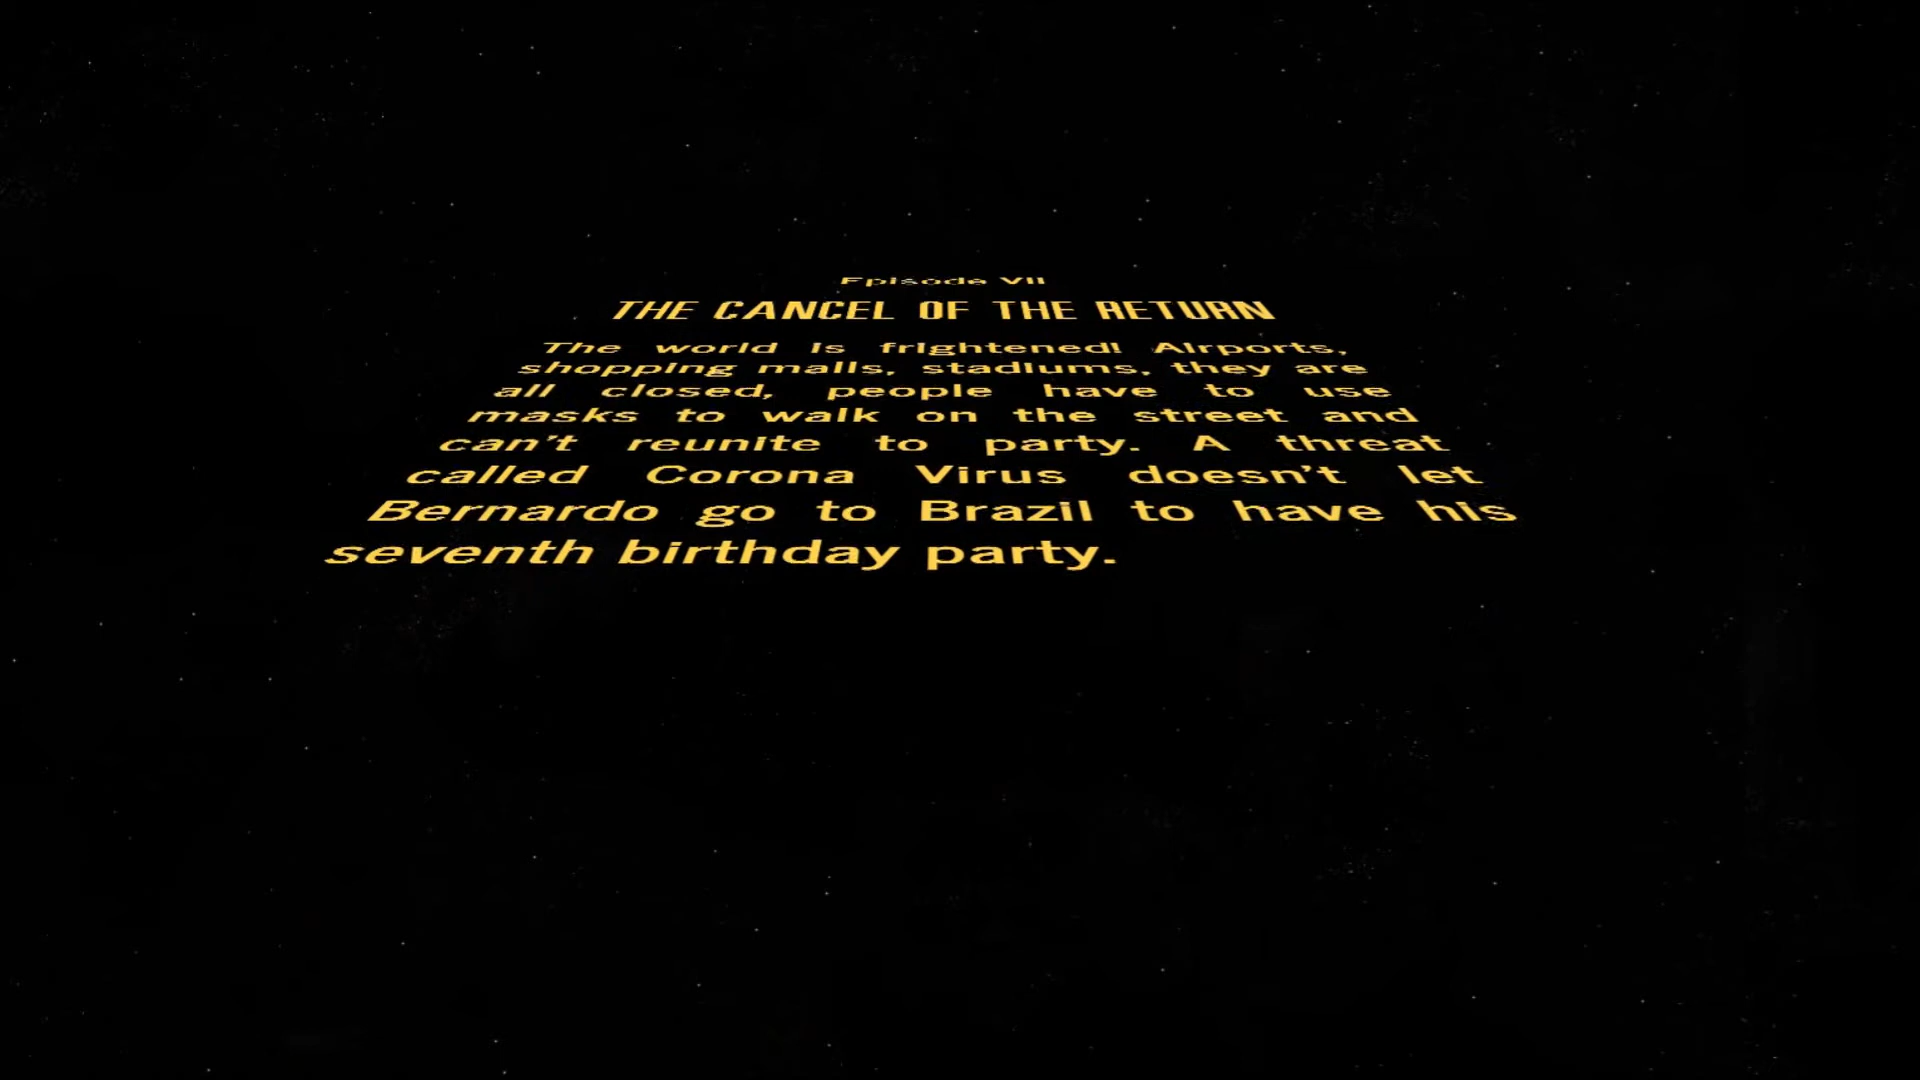 Episode VII
THE CANCEL OF THE RETURN
The world is frightened! Airports,
shopping malls, stadiums, they are
all closed, people have to use
masks to walk on the street and
can't reunite to party. A threat
called Corona Virus doesn't let
Bernardo go to Brazil to have his
seventh birthday party.